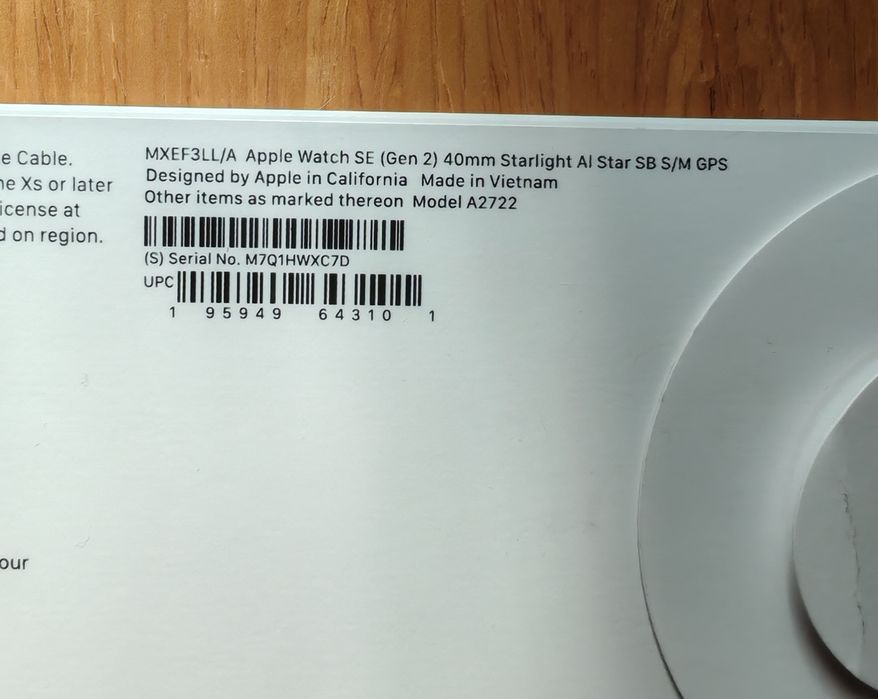 e Cable.
ne Xs or later
icense at
d on region.
MXEF3LL/A Apple Watch SE (Gen 2) 40mm Starlight Al Star SB S/M GPS
Designed by Apple in California Made in Vietnam
Other items as marked thereon Model A2722
(S) Serial No. M7Q1HWXC7D
UPC
1 95949 64310 1
our